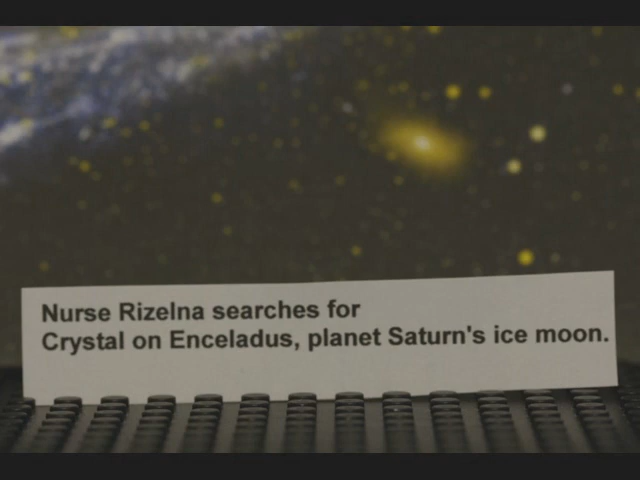 Nurse Rizelna searches for
Crystal on Enceladus, planet Saturn's ice moon.